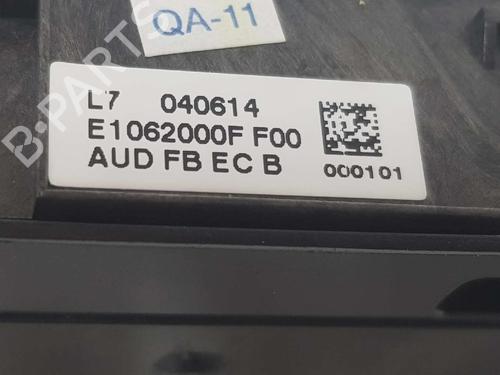 QA-11
L7 040614
E1062000F F00
AUD FB EC B
000101
B-PARTS